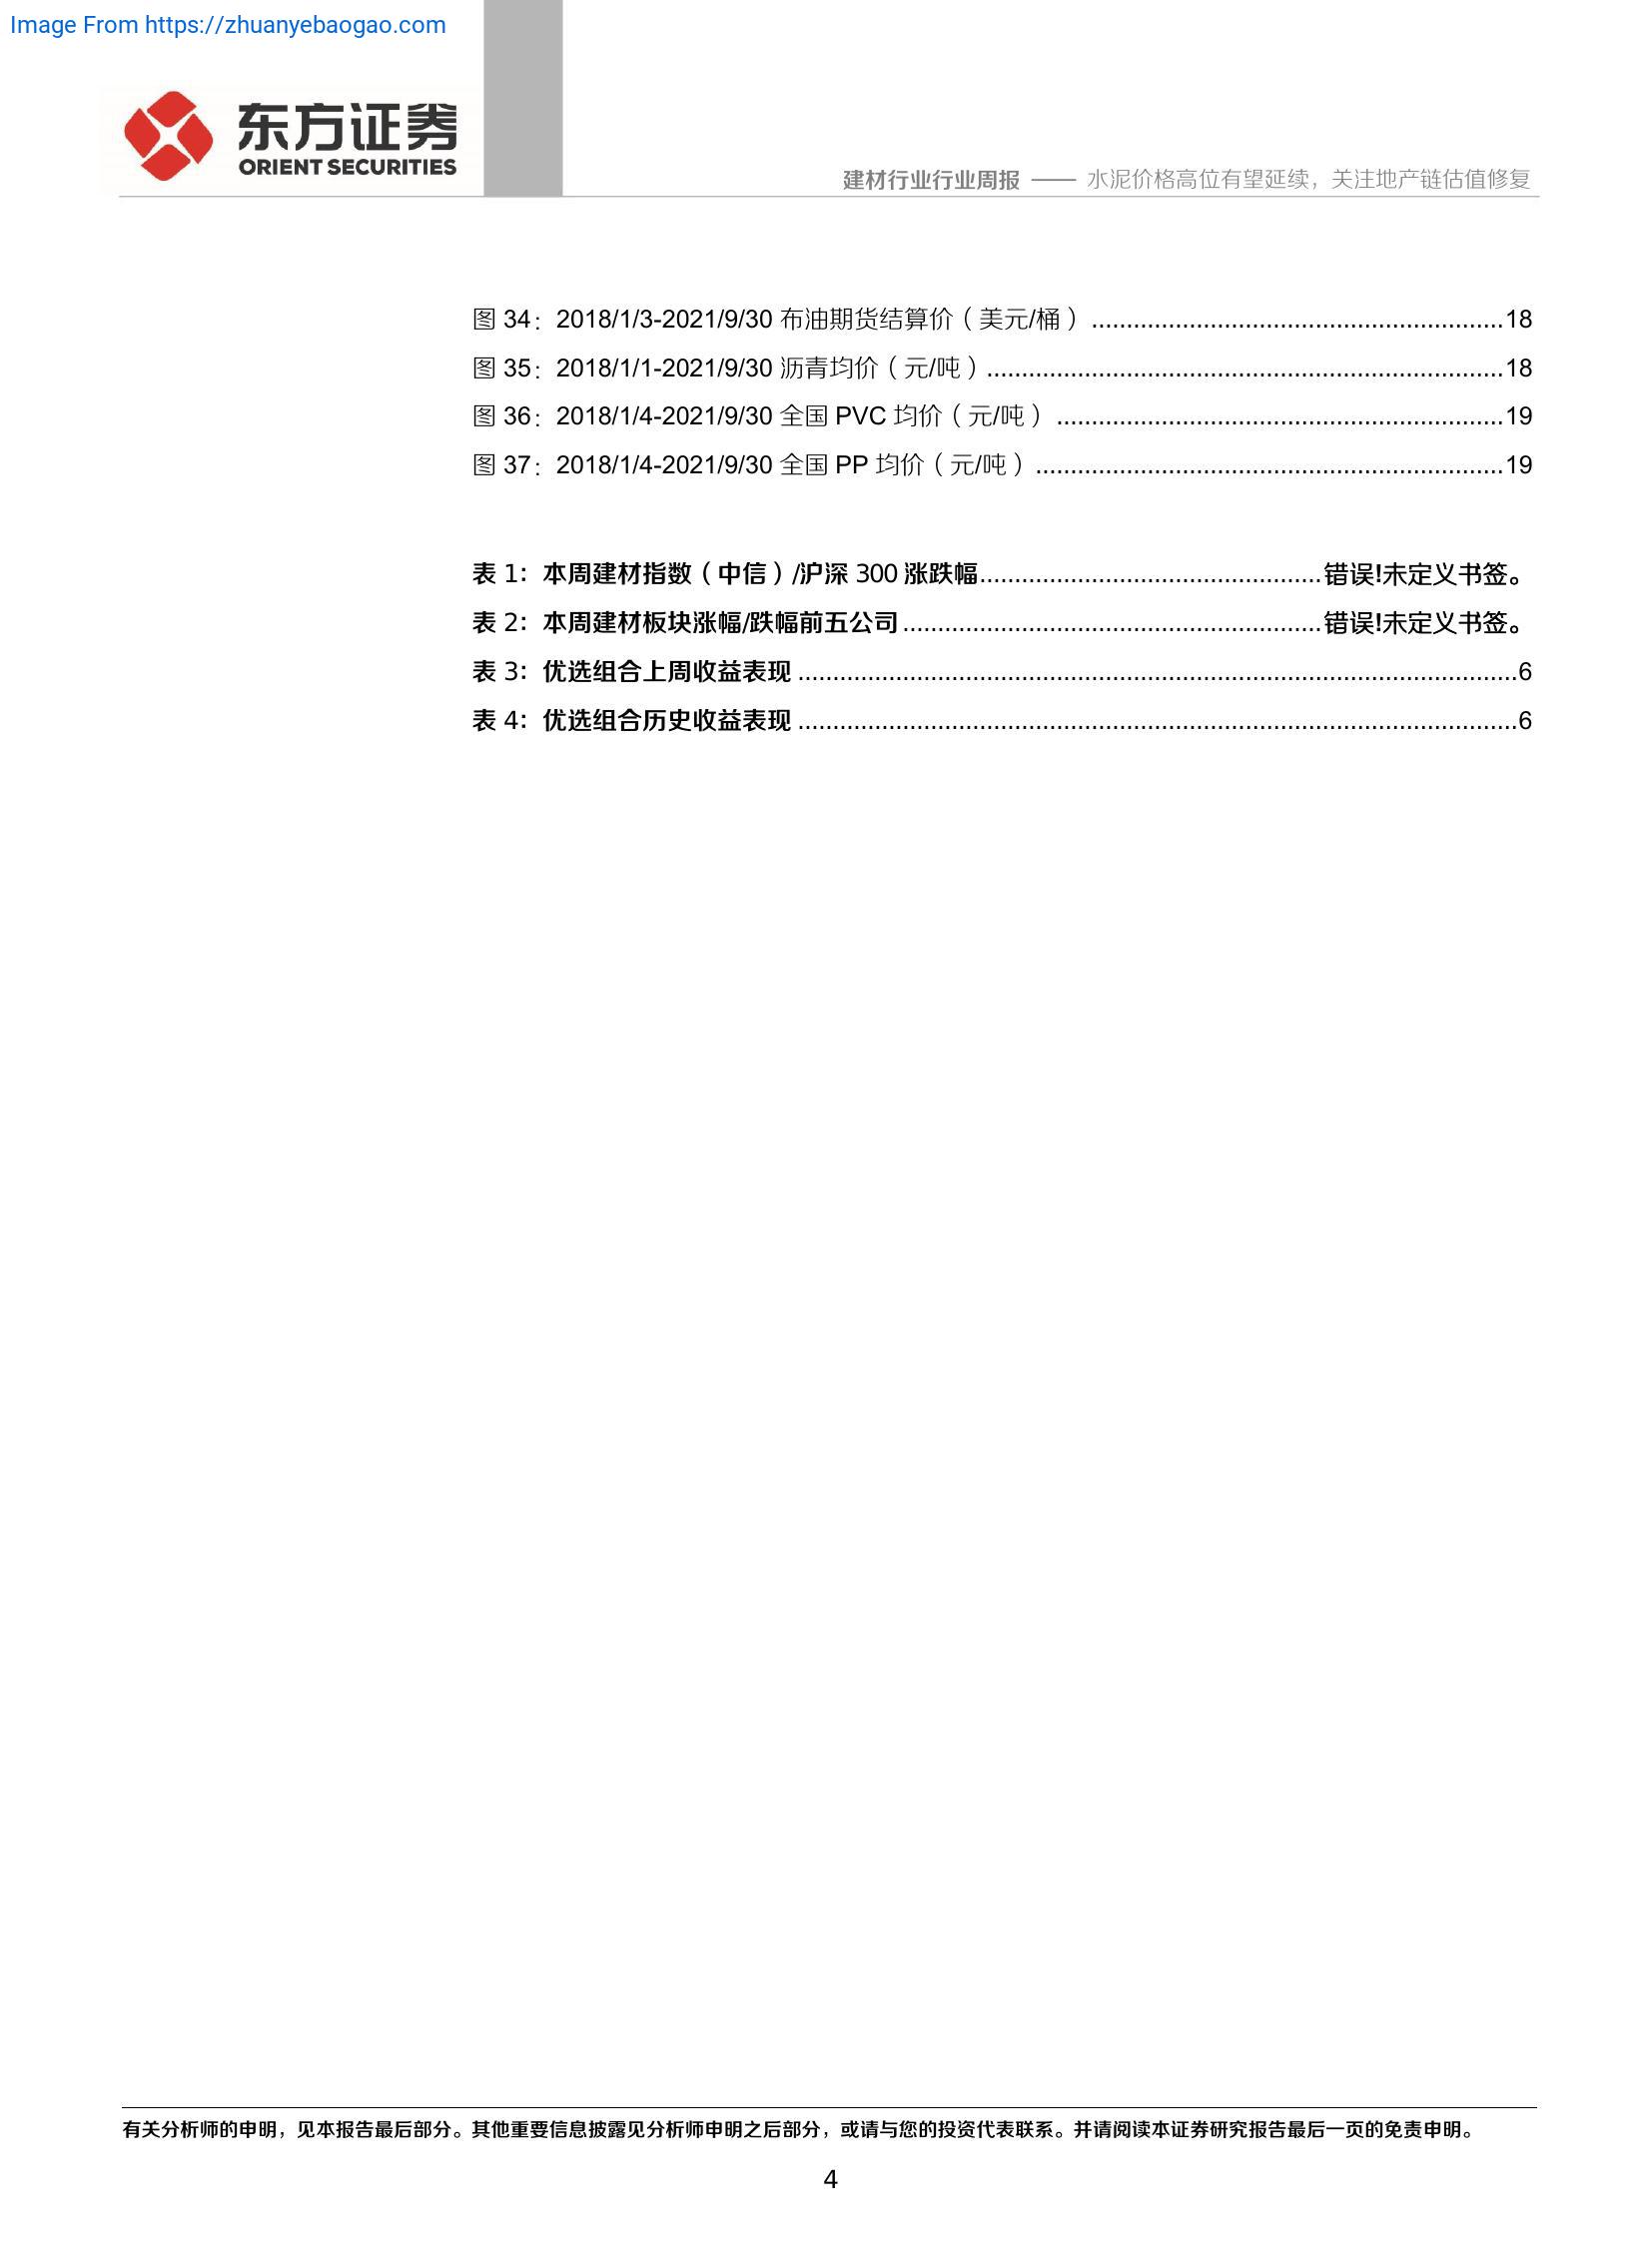 Image From https://zhuanyebaogao.com
东方证券
ORIENT SECURITIES
建材行业行业周报 —— 水泥价格高位有望延续，关注地产链估值修复
图 34：2018/1/3-2021/9/30 布油期货结算价（美元/桶）...........................................................18
图 35：2018/1/1-2021/9/30 沥青均价（元/吨）..........................................................................18
图 36：2018/1/4-2021/9/30 全国 PVC 均价（元/吨）................................................................19
图 37：2018/1/4-2021/9/30 全国 PP 均价（元/吨）...................................................................19
表 1：本周建材指数（中信）/沪深 300 涨跌幅.................................................错误!未定义书签。
表 2：本周建材板块涨幅/跌幅前五公司............................................................错误!未定义书签。
表 3：优选组合上周收益表现.......................................................................................................6
表 4：优选组合历史收益表现.......................................................................................................6
有关分析师的申明，见本报告最后部分。其他重要信息披露见分析师申明之后部分，或请与您的投资代表联系。并请阅读本证券研究报告最后一页的免责申明。
4